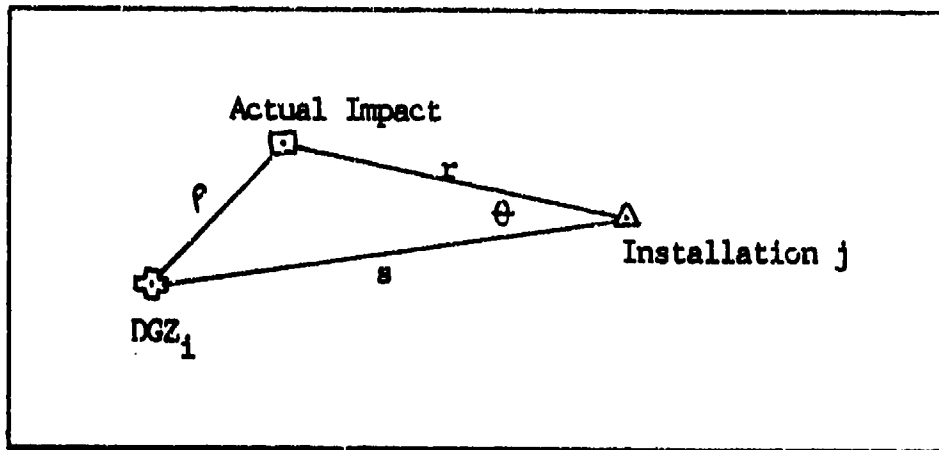 Actual Impact
ρ
r
θ
s
Installation j
DGZi